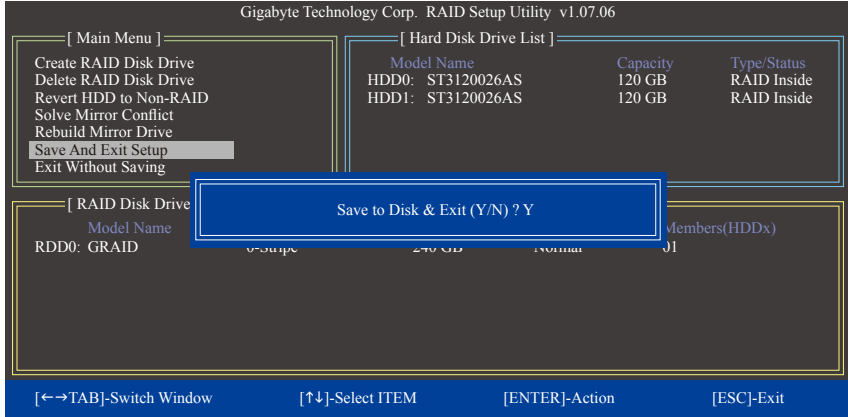 Gigabyte Technology Corp. RAID Setup Utility v1.07.06
[ Main Menu ]
Create RAID Disk Drive
Delete RAID Disk Drive
Revert HDD to Non-RAID
Solve Mirror Conflict
Rebuild Mirror Drive
Save And Exit Setup
Exit Without Saving
[ Hard Disk Drive List ]
Model Name Capacity Type/Status
HDD0: ST3120026AS 120 GB RAID Inside
HDD1: ST3120026AS 120 GB RAID Inside
[ RAID Disk Drive
Save to Disk & Exit (Y/N) ? Y
Model Name Members(HDDx)
RDD0: GRAID 0-Stripe 240 GB Normal 01
[←→TAB]-Switch Window [↑↓]-Select ITEM [ENTER]-Action [ESC]-Exit